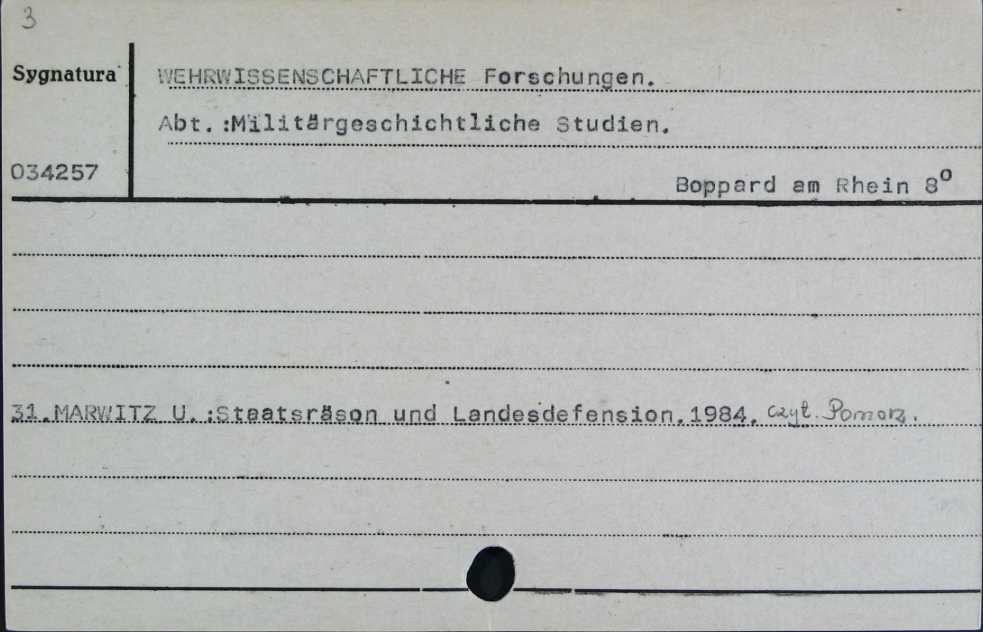 3
Sygnatura
WEHRWISSENSCHAFTLICHE Forschungen.
Abt.:Militärgeschichtliche Studien.
034257
Boppard am Rhein 8º
31.MARWITZ U.:Staatsräson und Landesdefension.1984. czyt. Pomorz.